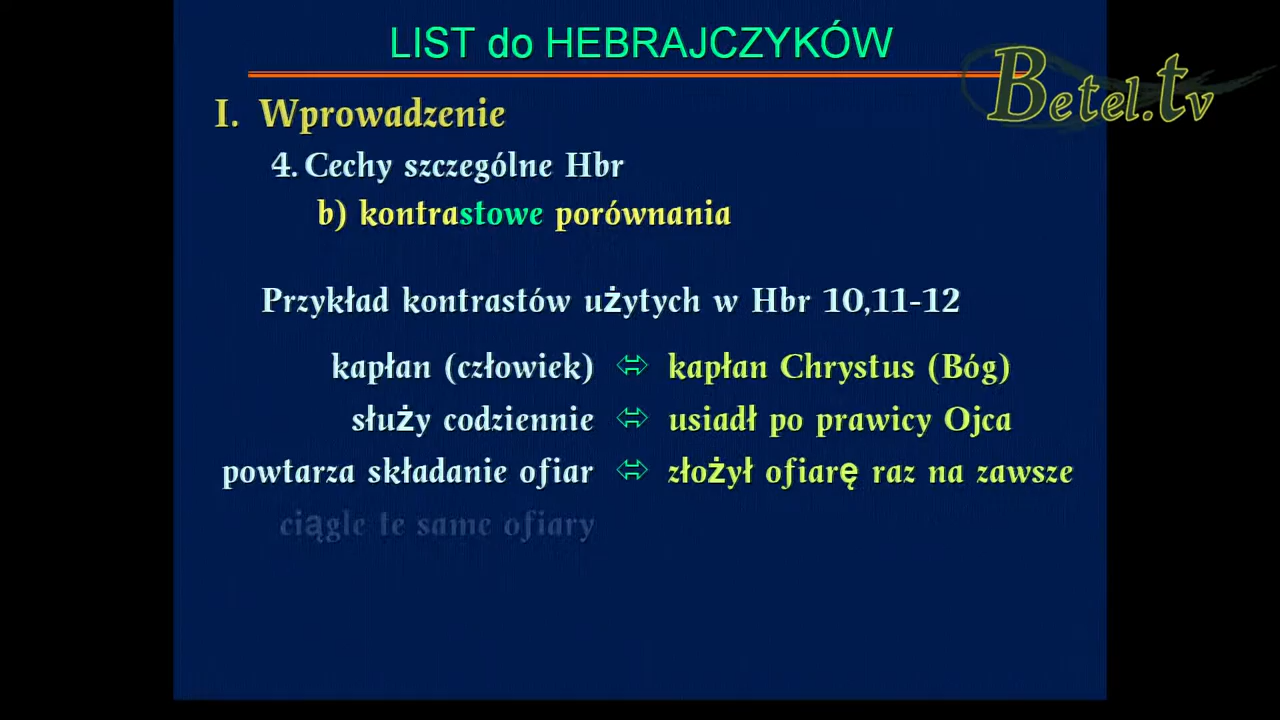 LIST do HEBRAJCZYKÓW
Betel.tv
I. Wprowadzenie
4. Cechy szczególne Hbr
b) kontrastowe porównania
Przykład kontrastów użytych w Hbr 10,11-12
kapłan (człowiek) ⬄ kapłan Chrystus (Bóg)
służy codziennie ⬄ usiadł po prawicy Ojca
powtarza składanie ofiar ⬄ złożył ofiarę raz na zawsze
ciągle te same ofiary